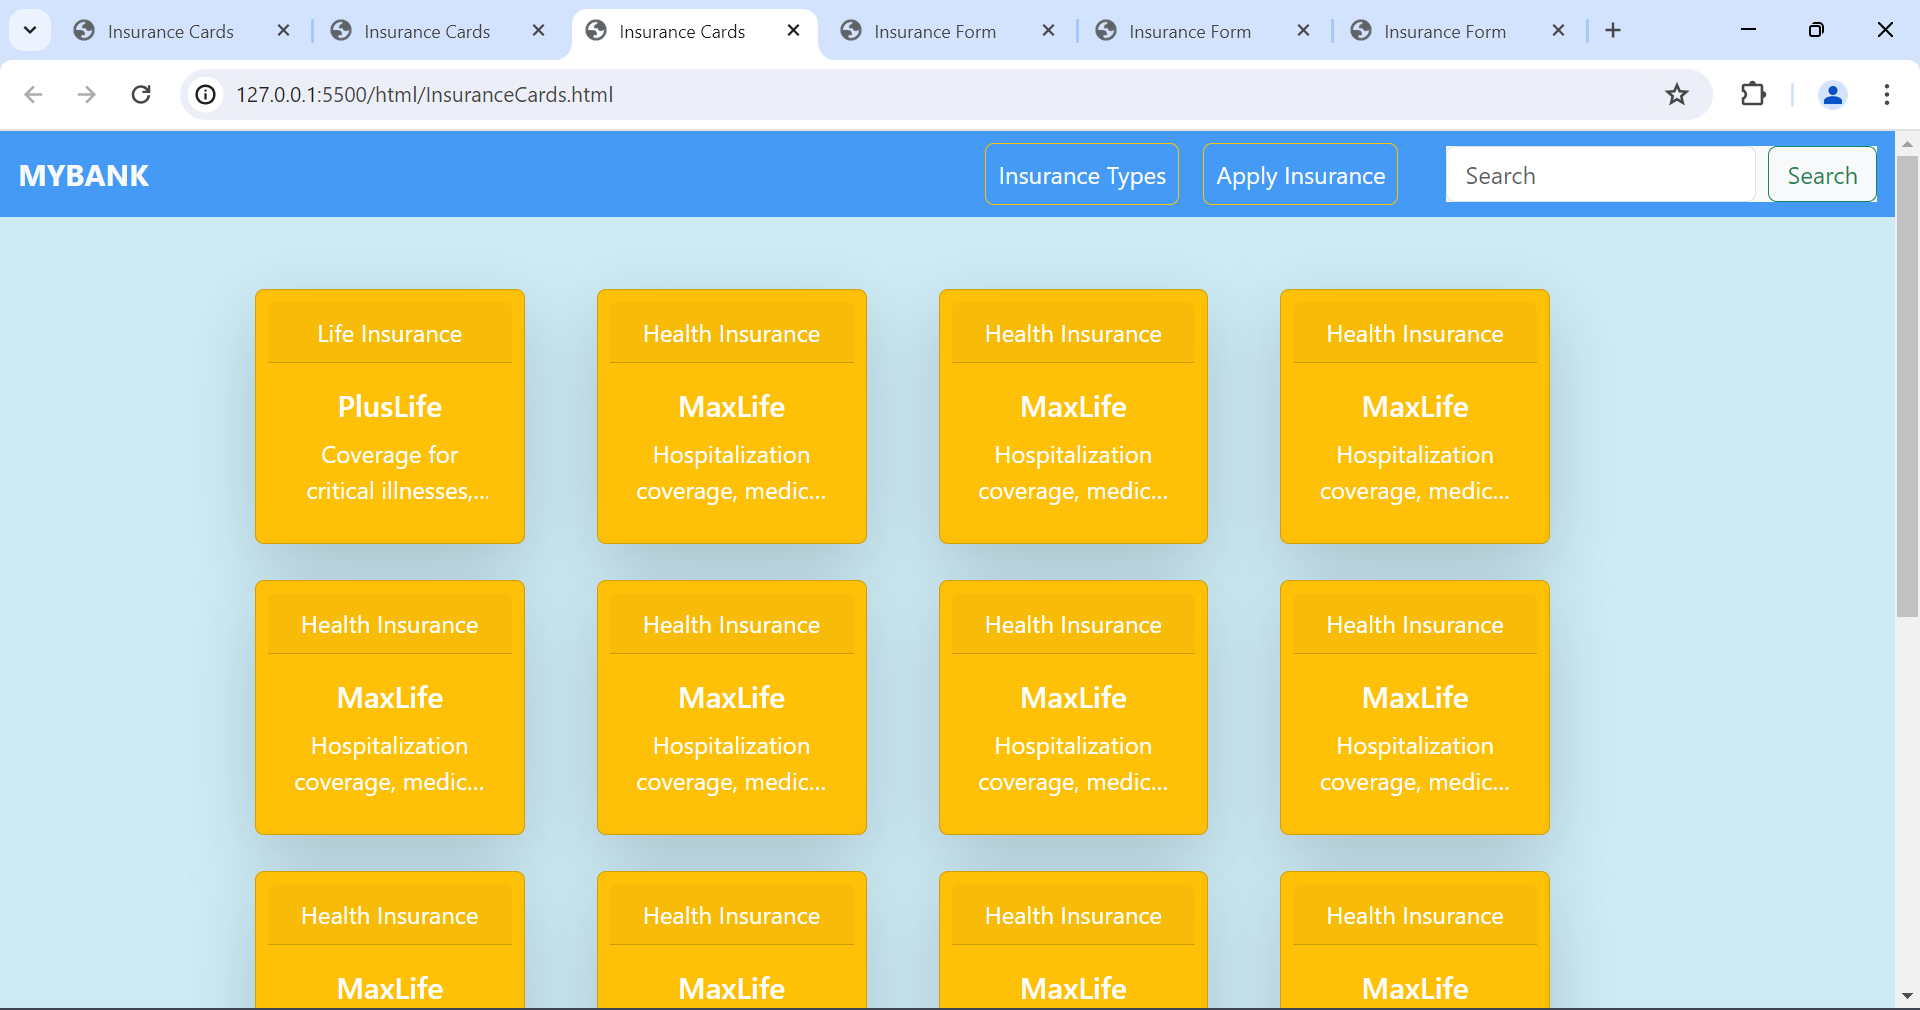 Insurance Cards
Insurance Cards
Insurance Cards
Insurance Form
Insurance Form
Insurance Form
127.0.0.1:5500/html/InsuranceCards.html
MYBANK
Insurance Types
Apply Insurance
Search
Search
Life Insurance
PlusLife
Coverage for
critical illnesses,...
Health Insurance
MaxLife
Hospitalization
coverage, medic...
Health Insurance
MaxLife
Hospitalization
coverage, medic...
Health Insurance
MaxLife
Hospitalization
coverage, medic...
Health Insurance
MaxLife
Hospitalization
coverage, medic...
Health Insurance
MaxLife
Hospitalization
coverage, medic...
Health Insurance
MaxLife
Hospitalization
coverage, medic...
Health Insurance
MaxLife
Hospitalization
coverage, medic...
Health Insurance
MaxLife
Health Insurance
MaxLife
Health Insurance
MaxLife
Health Insurance
MaxLife